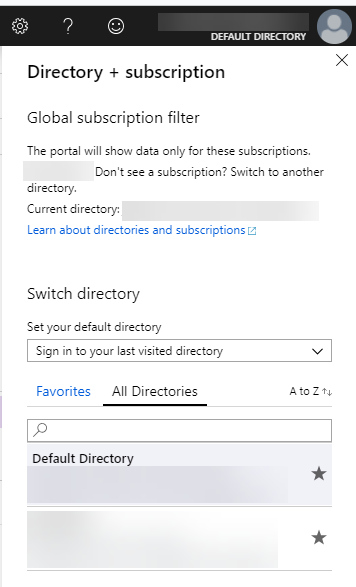 DEFAULT DIRECTORY
Directory + subscription
Global subscription filter
The portal will show data only for these subscriptions.
Don't see a subscription? Switch to another
directory.
Current directory:
Learn about directories and subscriptions
Switch directory
Set your default directory
Sign in to your last visited directory
Favorites All Directories A to Z ↑↓
Default Directory